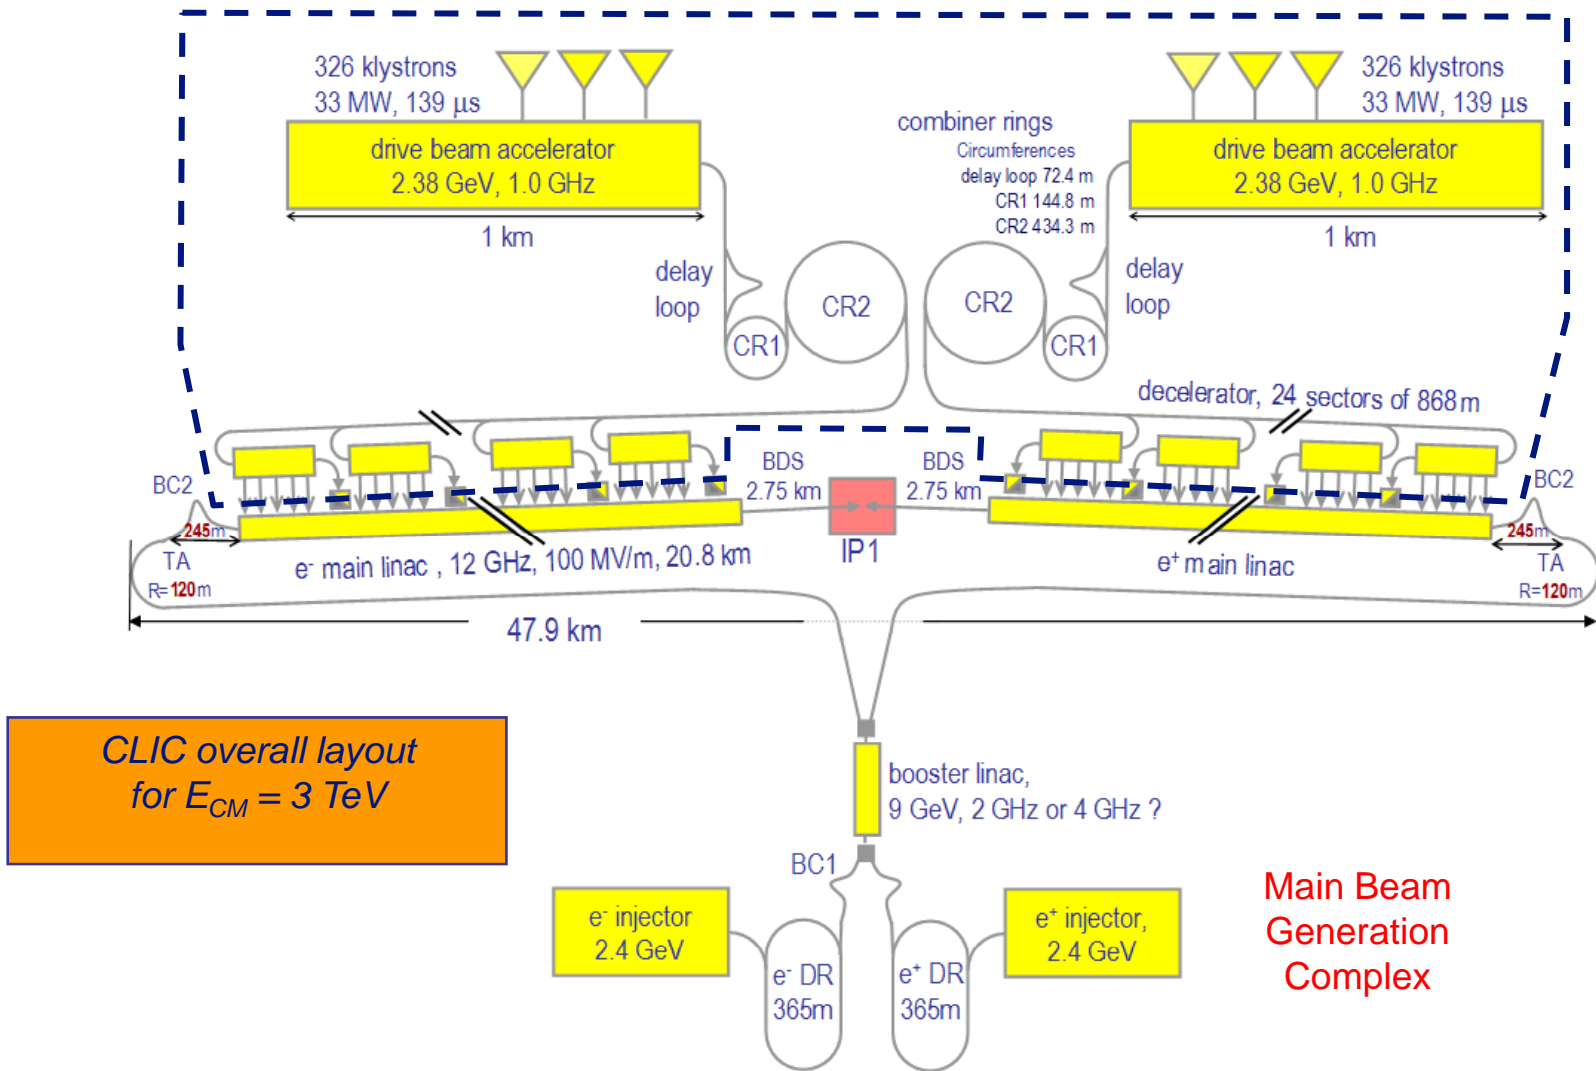 326 klystrons
33 MW, 139 μs
drive beam accelerator
2.38 GeV, 1.0 GHz
1 km
delay
loop
CR1
CR2
combiner rings
Circumferences
delay loop 72.4 m
CR1 144.8 m
CR2 434.3 m
326 klystrons
33 MW, 139 μs
drive beam accelerator
2.38 GeV, 1.0 GHz
1 km
delay
loop
CR2
CR1
decelerator, 24 sectors of 868 m
BC2
245m
TA
R=120m
e⁻ main linac , 12 GHz, 100 MV/m, 20.8 km
BDS
2.75 km
IP1
BDS
2.75 km
e⁺ main linac
BC2
245m
TA
R=120m
47.9 km
CLIC overall layout
for E_CM = 3 TeV
booster linac,
9 GeV, 2 GHz or 4 GHz ?
BC1
e⁻ injector
2.4 GeV
e⁻ DR
365m
e⁺ DR
365m
e⁺ injector,
2.4 GeV
Main Beam
Generation
Complex